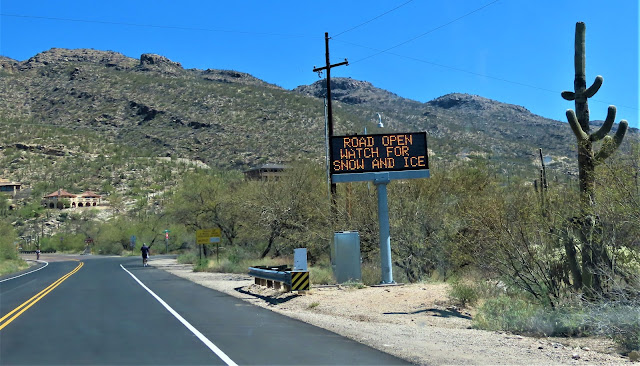 ROAD OPEN
WATCH FOR
SNOW AND ICE